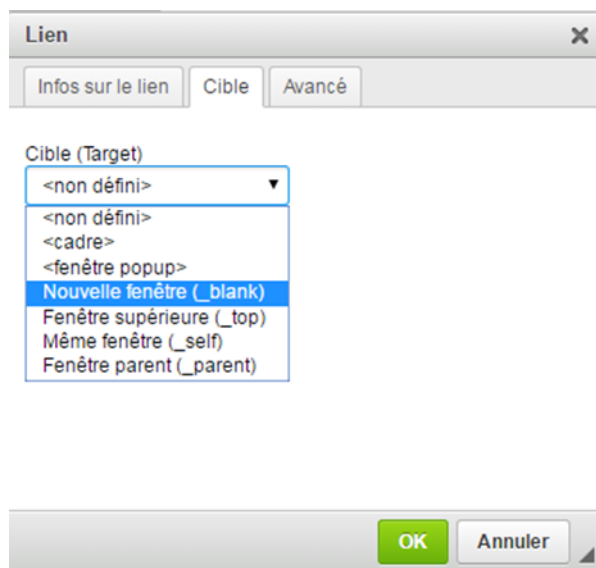 Lien
Infos sur le lien Cible Avancé
Cible (Target)
<non défini>
<non défini>
<cadre>
<fenêtre popup>
Nouvelle fenêtre (_blank)
Fenêtre supérieure (_top)
Même fenêtre (_self)
Fenêtre parent (_parent)
OK Annuler